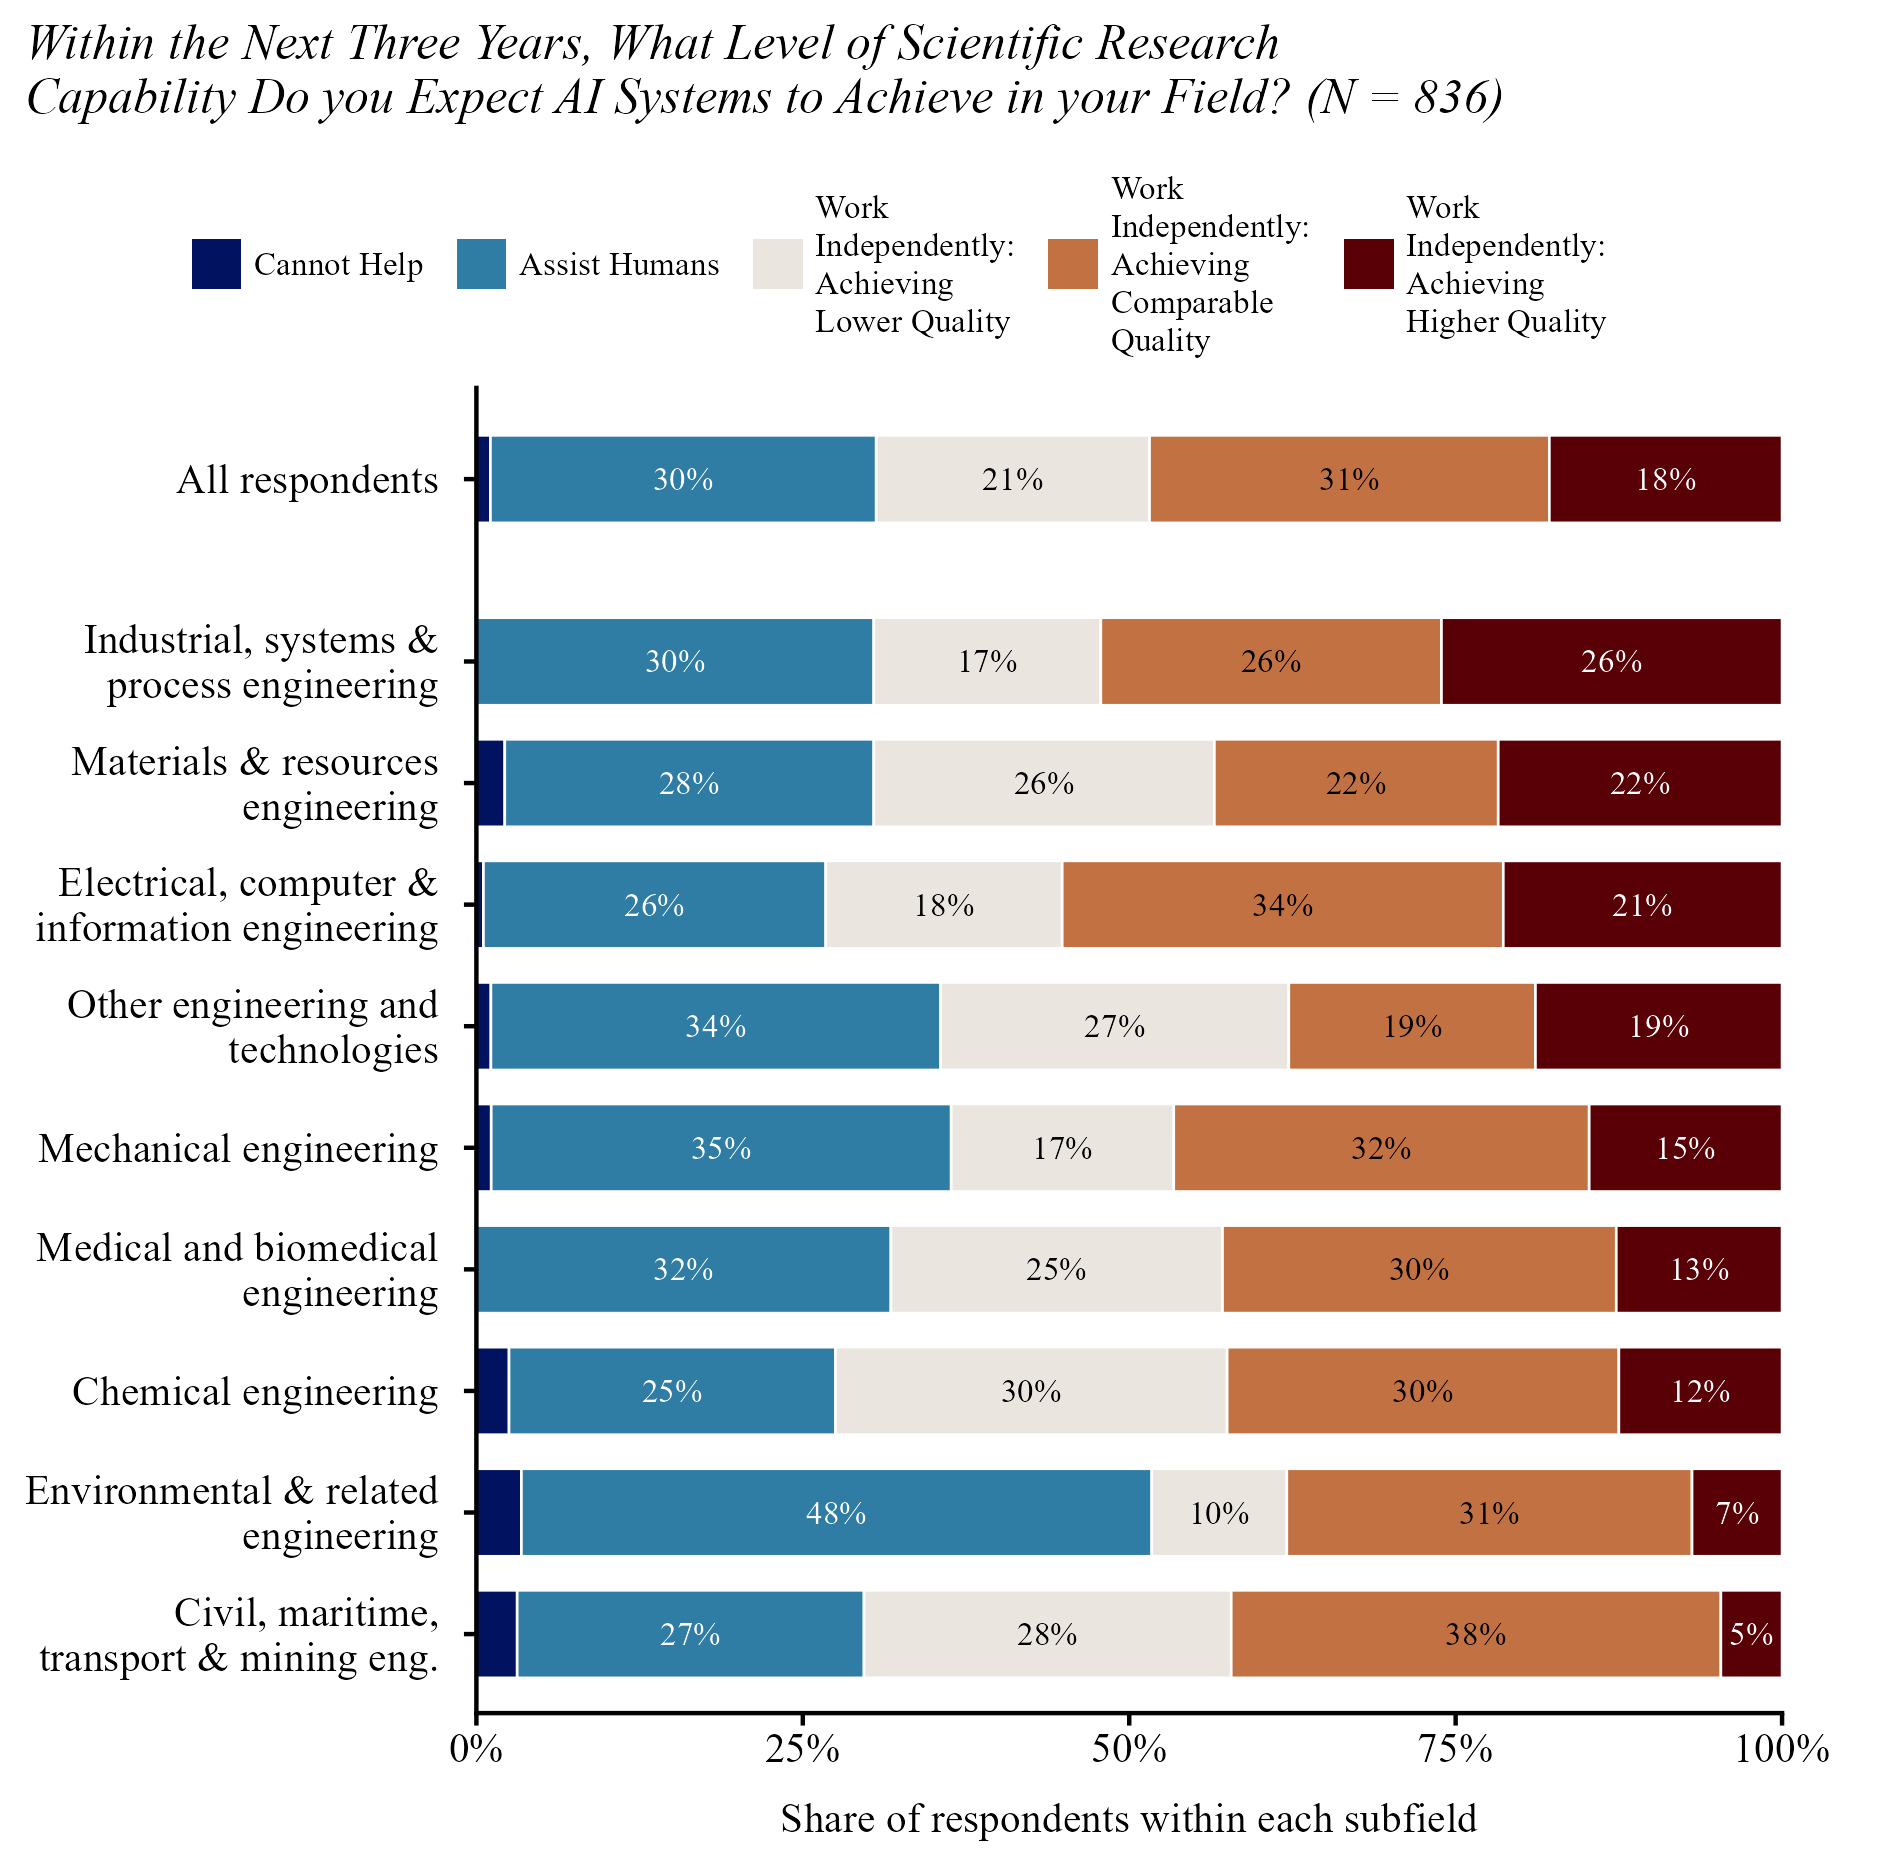 Within the Next Three Years, What Level of Scientific Research
Capability Do you Expect AI Systems to Achieve in your Field? (N = 836)
Cannot Help
Assist Humans
Work
Independently:
Achieving
Lower Quality
Work
Independently:
Achieving
Comparable
Quality
Work
Independently:
Achieving
Higher Quality
All respondents
30% 21% 31% 18%
Industrial, systems &
process engineering
30% 17% 26% 26%
Materials & resources
engineering
28% 26% 22% 22%
Electrical, computer &
information engineering
26% 18% 34% 21%
Other engineering and
technologies
34% 27% 19% 19%
Mechanical engineering
35% 17% 32% 15%
Medical and biomedical
engineering
32% 25% 30% 13%
Chemical engineering
25% 30% 30% 12%
Environmental & related
engineering
48% 10% 31% 7%
Civil, maritime,
transport & mining eng.
27% 28% 38% 5%
0% 25% 50% 75% 100%
Share of respondents within each subfield